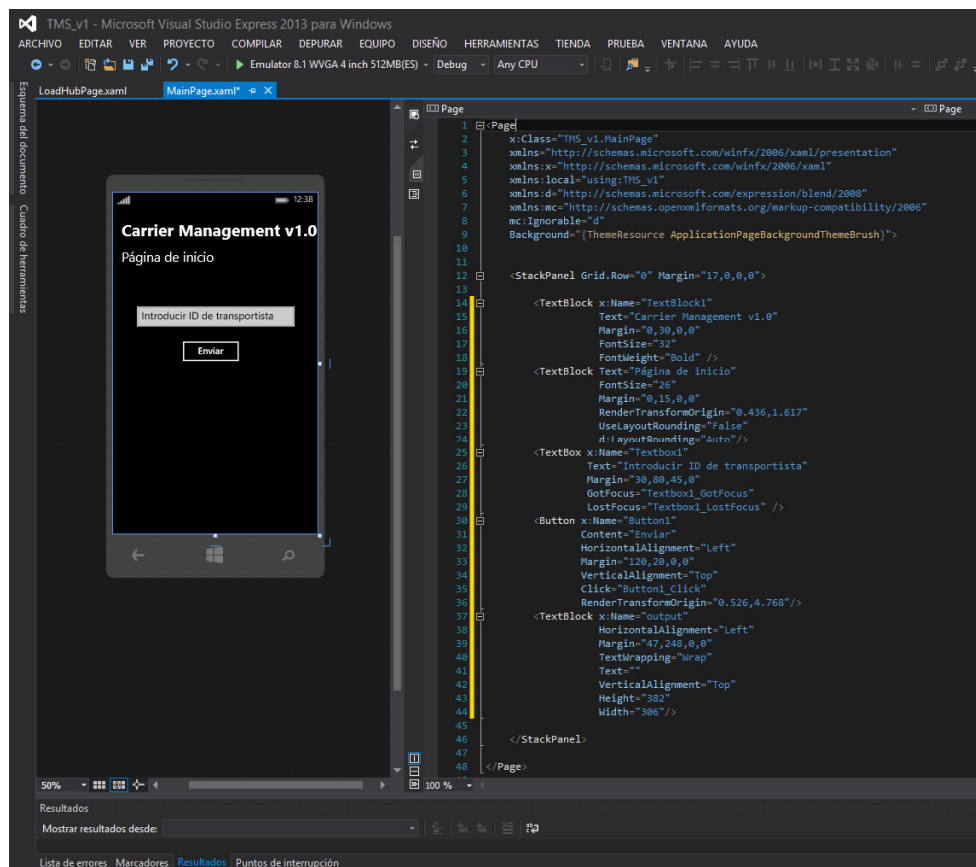 TMS_v1 - Microsoft Visual Studio Express 2013 para Windows
ARCHIVO EDITAR VER PROYECTO COMPILAR DEPURAR EQUIPO DISEÑO HERRAMIENTAS TIENDA PRUEBA VENTANA AYUDA
Emulator 8.1 WVGA 4 inch 512MB(ES) Debug Any CPU
Esquema del documento
Cuadro de herramientas
LoadHubPage.xaml MainPage.xaml*
12:38
Carrier Management v1.0
Página de inicio
Introducir ID de transportista
Enviar
50%
Page Page
1 <Page
2 x:Class="TMS_v1.MainPage"
3 xmlns="http://schemas.microsoft.com/winfx/2006/xaml/presentation"
4 xmlns:x="http://schemas.microsoft.com/winfx/2006/xaml"
5 xmlns:local="using:TMS_v1"
6 xmlns:d="http://schemas.microsoft.com/expression/blend/2008"
7 xmlns:mc="http://schemas.openxmlformats.org/markup-compatibility/2006"
8 mc:Ignorable="d"
9 Background="{ThemeResource ApplicationPageBackgroundThemeBrush}">
10
11
12 <StackPanel Grid.Row="0" Margin="17,0,0,0">
13
14 <TextBlock x:Name="TextBlock1"
15 Text="Carrier Management v1.0"
16 Margin="0,30,0,0"
17 FontSize="32"
18 FontWeight="Bold" />
19 <TextBlock Text="Página de inicio"
20 FontSize="26"
21 Margin="0,15,0,0"
22 RenderTransformOrigin="0.436,1.617"
23 UseLayoutRounding="False"
24 d:LayoutRounding="Auto"/>
25 <TextBox x:Name="Textbox1"
26 Text="Introducir ID de transportista"
27 Margin="30,80,45,0"
28 GotFocus="Textbox1_GotFocus"
29 LostFocus="Textbox1_LostFocus" />
30 <Button x:Name="Button1"
31 Content="Enviar"
32 HorizontalAlignment="Left"
33 Margin="120,20,0,0"
34 VerticalAlignment="Top"
35 Click="Button1_Click"
36 RenderTransformOrigin="0.526,4.768"/>
37 <TextBlock x:Name="output"
38 HorizontalAlignment="Left"
39 Margin="47,248,0,0"
40 TextWrapping="Wrap"
41 Text=""
42 VerticalAlignment="Top"
43 Height="382"
44 Width="306"/>
45
46 </StackPanel>
47
48 </Page>
100 %
Resultados
Mostrar resultados desde:
Lista de errores Marcadores Resultados Puntos de interrupción